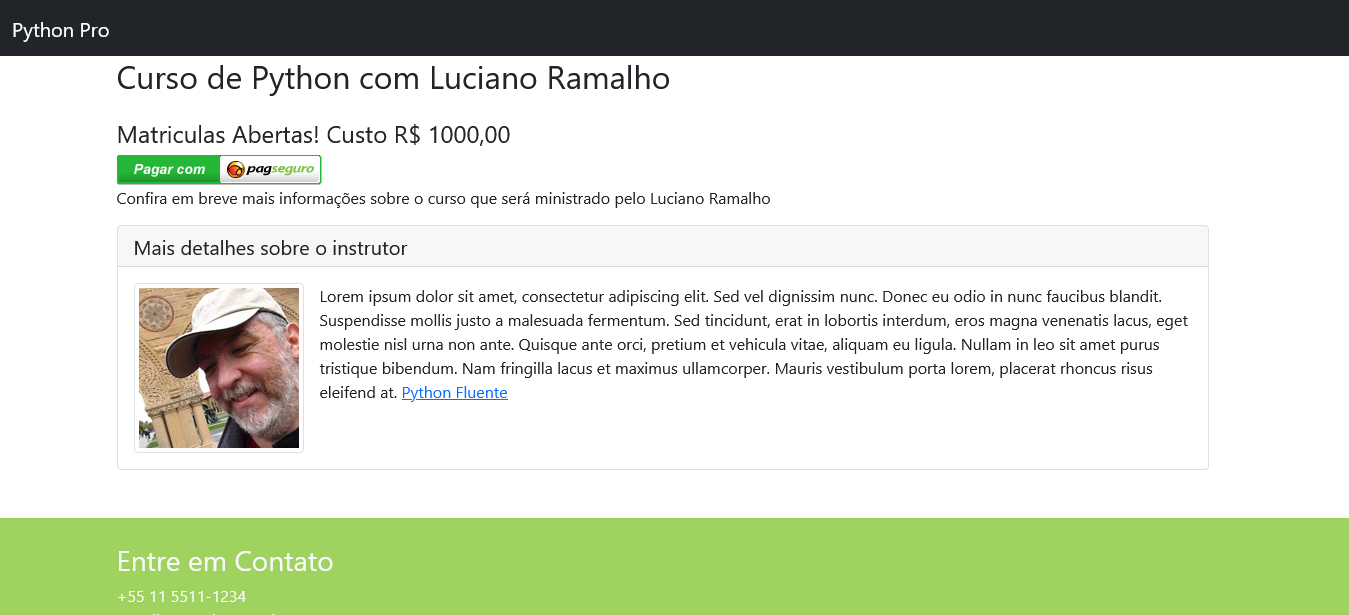 Python Pro
Curso de Python com Luciano Ramalho
Matriculas Abertas! Custo R$ 1000,00
Pagar com pagseguro
Confira em breve mais informações sobre o curso que será ministrado pelo Luciano Ramalho
Mais detalhes sobre o instrutor
Lorem ipsum dolor sit amet, consectetur adipiscing elit. Sed vel dignissim nunc. Donec eu odio in nunc faucibus blandit.
Suspendisse mollis justo a malesuada fermentum. Sed tincidunt, erat in lobortis interdum, eros magna venenatis lacus, eget
molestie nisl urna non ante. Quisque ante orci, pretium et vehicula vitae, aliquam eu ligula. Nullam in leo sit amet purus
tristique bibendum. Nam fringilla lacus et maximus ullamcorper. Mauris vestibulum porta lorem, placerat rhoncus risus
eleifend at. Python Fluente
Entre em Contato
+55 11 5511-1234